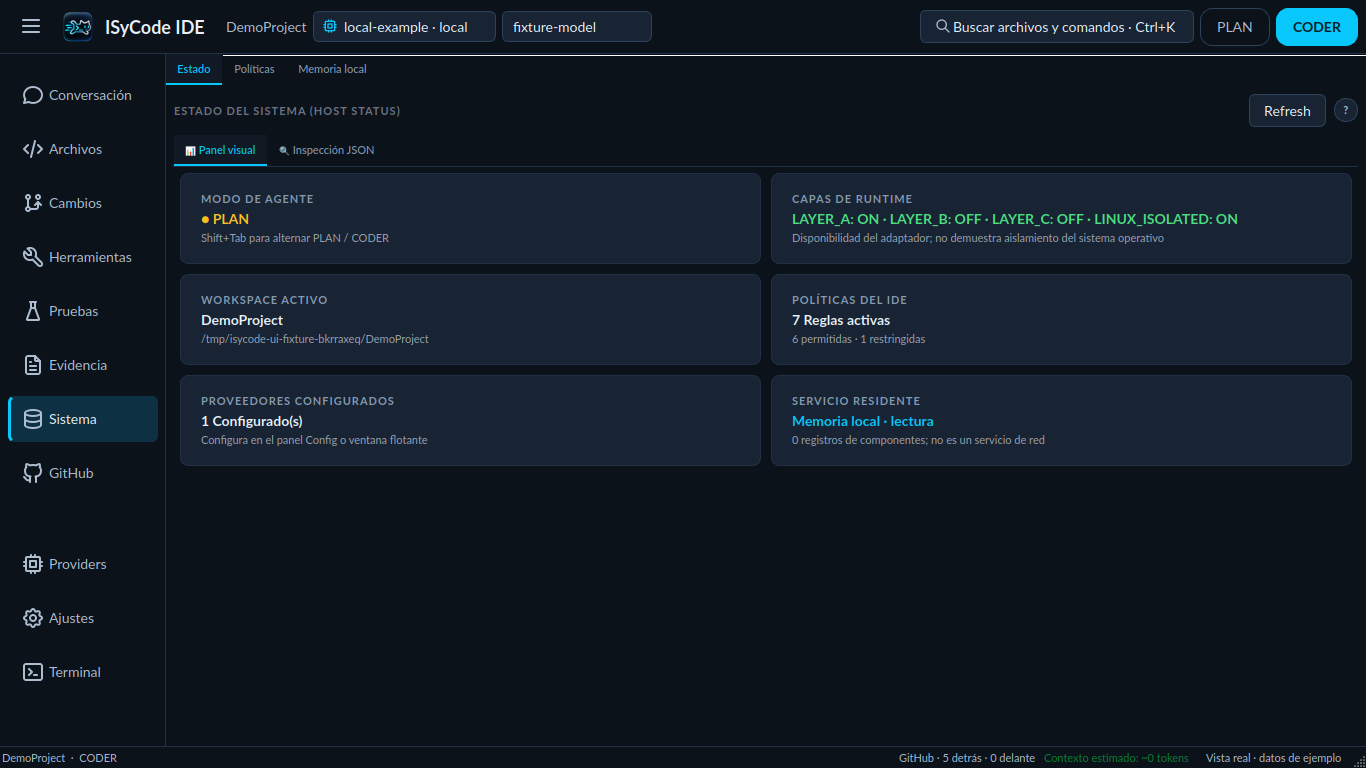 ISyCode IDE DemoProject local-example · local fixture-model Buscar archivos y comandos · Ctrl+K PLAN CODER
Conversación
Archivos
Cambios
Herramientas
Pruebas
Evidencia
Sistema
GitHub
Providers
Ajustes
Terminal
Estado Políticas Memoria local
ESTADO DEL SISTEMA (HOST STATUS) Refresh ?
Panel visual Inspección JSON
MODO DE AGENTE
PLAN
Shift+Tab para alternar PLAN / CODER
CAPAS DE RUNTIME
LAYER_A: ON · LAYER_B: OFF · LAYER_C: OFF · LINUX_ISOLATED: ON
Disponibilidad del adaptador; no demuestra aislamiento del sistema operativo
WORKSPACE ACTIVO
DemoProject
/tmp/isycode-ui-fixture-bkrraxeq/DemoProject
POLÍTICAS DEL IDE
7 Reglas activas
6 permitidas · 1 restringidas
PROVEEDORES CONFIGURADOS
1 Configurado(s)
Configura en el panel Config o ventana flotante
SERVICIO RESIDENTE
Memoria local · lectura
0 registros de componentes; no es un servicio de red
DemoProject · CODER GitHub · 5 detrás · 0 delante Contexto estimado: ~0 tokens Vista real · datos de ejemplo